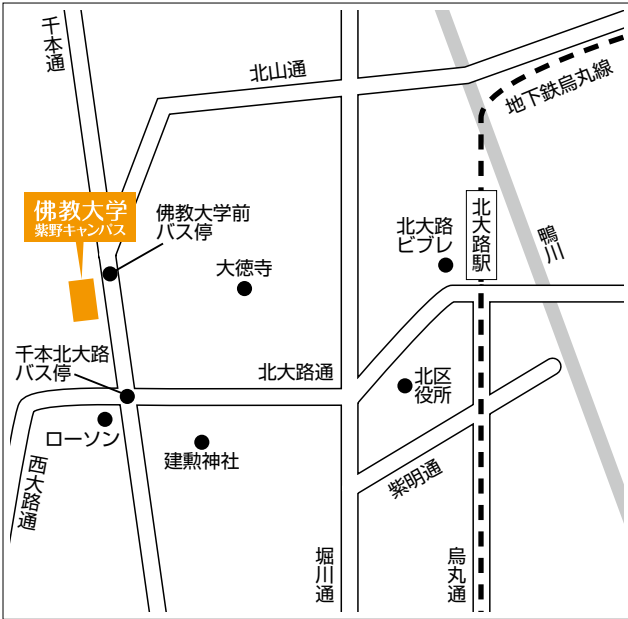 千本通
北山通
地下鉄烏丸線
佛教大学
紫野キャンパス
佛教大学前
バス停
大徳寺
北大路
ビブレ
北大路駅
鴨川
千本北大路
バス停
北大路通
北区
役所
ローソン
建勲神社
紫明通
西大路通
堀川通
烏丸通